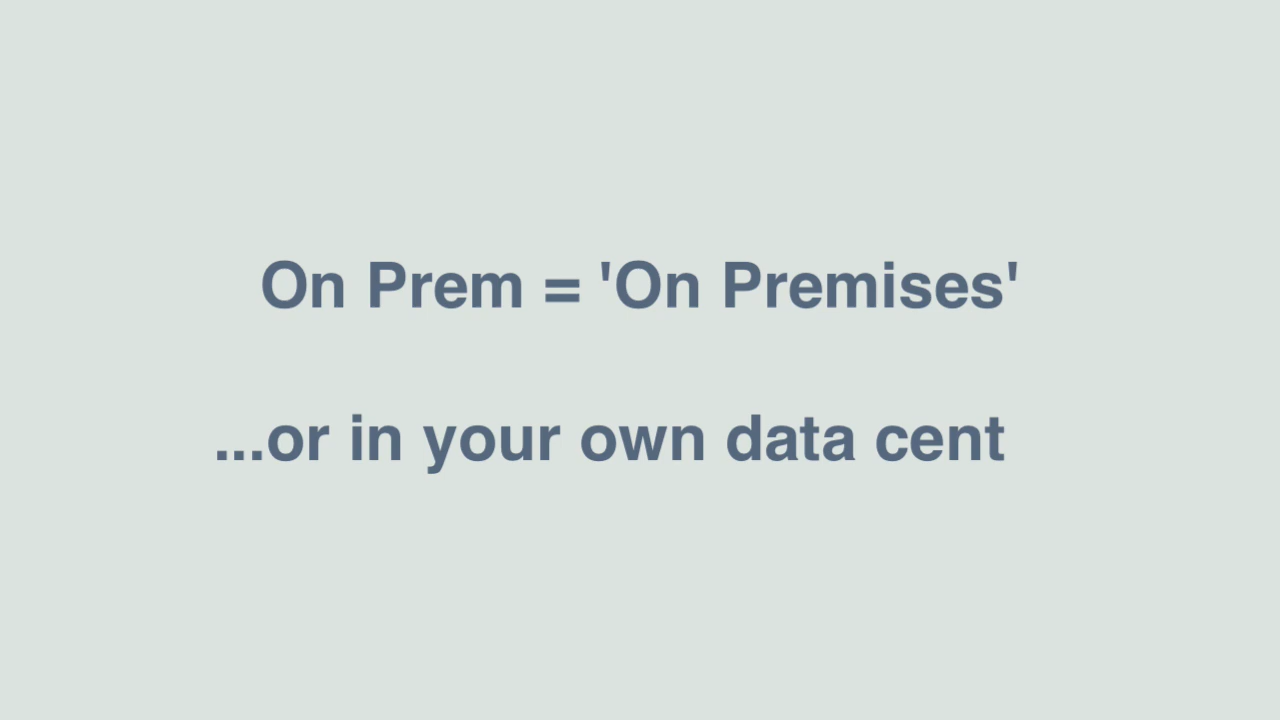 On Prem = 'On Premises'
...or in your own data cent